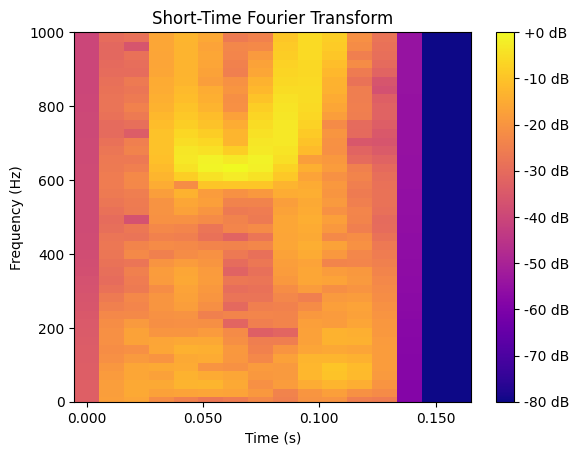 Short-Time Fourier Transform
Frequency (Hz)
1000
800
600
400
200
0
0.000
0.050
0.100
0.150
Time (s)
+0 dB
-10 dB
-20 dB
-30 dB
-40 dB
-50 dB
-60 dB
-70 dB
-80 dB